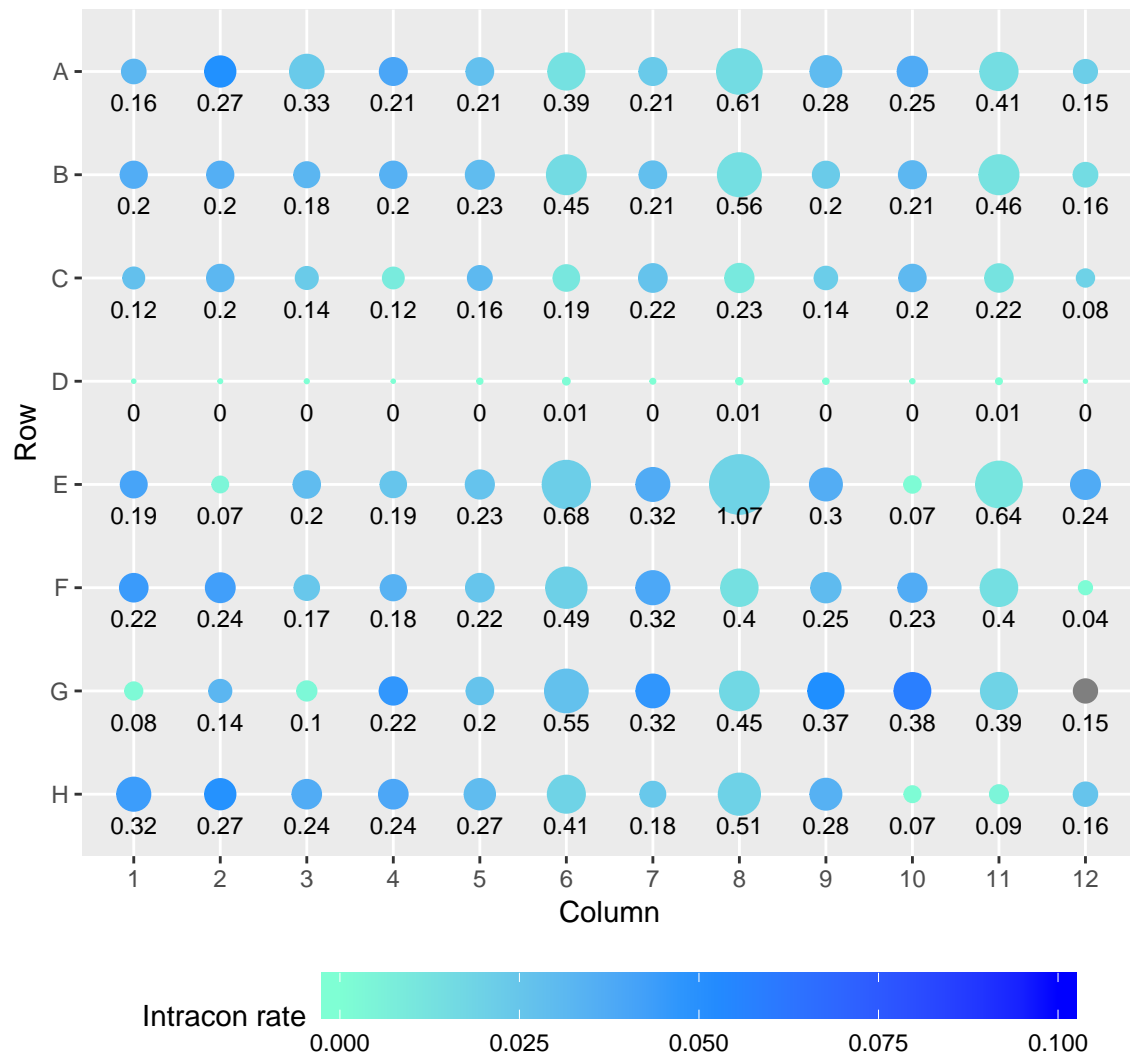 A
0.16 0.27 0.33 0.21 0.21 0.39 0.21 0.61 0.28 0.25 0.41 0.15
B
0.2 0.2 0.18 0.2 0.23 0.45 0.21 0.56 0.2 0.21 0.46 0.16
C
0.12 0.2 0.14 0.12 0.16 0.19 0.22 0.23 0.14 0.2 0.22 0.08
D
0 0 0 0 0 0.01 0 0.01 0 0 0.01 0
Row
E
0.19 0.07 0.2 0.19 0.23 0.68 0.32 1.07 0.3 0.07 0.64 0.24
F
0.22 0.24 0.17 0.18 0.22 0.49 0.32 0.4 0.25 0.23 0.4 0.04
G
0.08 0.14 0.1 0.22 0.2 0.55 0.32 0.45 0.37 0.38 0.39 0.15
H
0.32 0.27 0.24 0.24 0.27 0.41 0.18 0.51 0.28 0.07 0.09 0.16
1 2 3 4 5 6 7 8 9 10 11 12
Column
Intracon rate
0.000 0.025 0.050 0.075 0.100